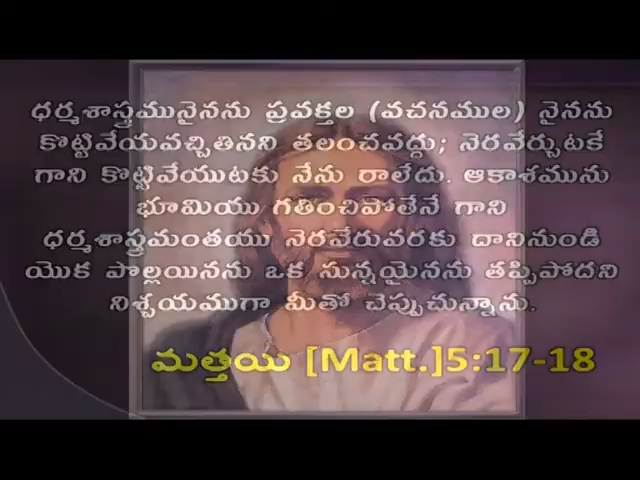 ధర్మశాస్త్రమునైనను ప్రవక్తల (వచనముల) నైనను
కొట్టివేయవచ్చితినని తలంచవద్దు; నెరవేర్చుటకే
గాని కొట్టివేయుటకు నేను రాలేదు. ఆకాశమును
భూమియు గతించిపోతేనే గాని
ధర్మశాస్త్రమంతయు నెరవేరువరకు దానినుండి
యొక పొల్లయినను ఒక సున్నయైనను తప్పిపోదని
నిశ్చయముగా మీతో చెప్పుచున్నాను.
మత్తయి [Matt.]5:17-18